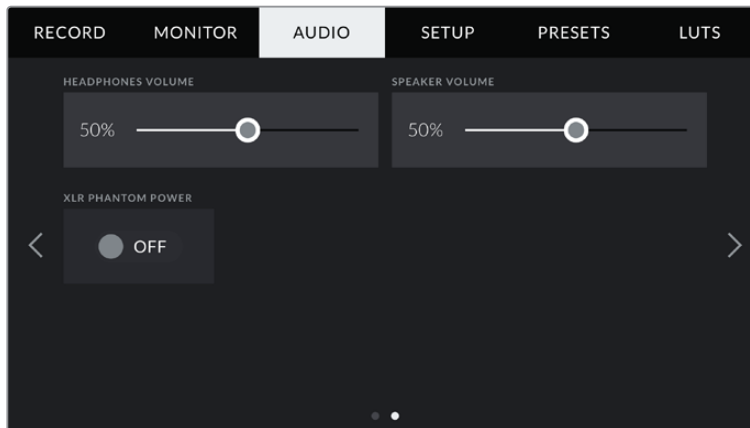 RECORD MONITOR AUDIO SETUP PRESETS LUTS
HEADPHONES VOLUME SPEAKER VOLUME
50% 50%
XLR PHANTOM POWER
OFF